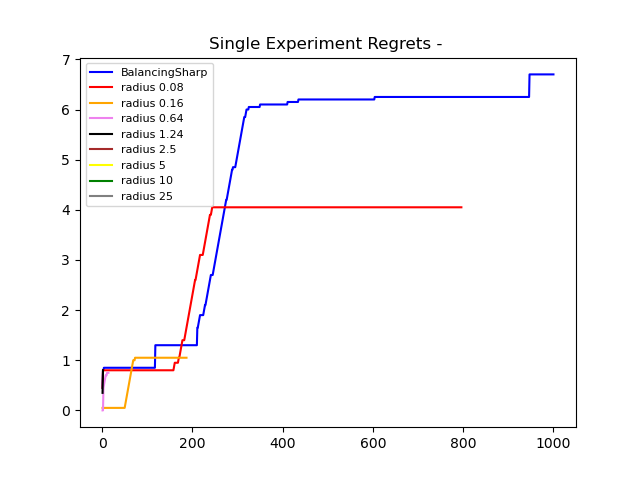 Single Experiment Regrets -
7
6
5
4
3
2
1
0
BalancingSharp
radius 0.08
radius 0.16
radius 0.64
radius 1.24
radius 2.5
radius 5
radius 10
radius 25
0 200 400 600 800 1000